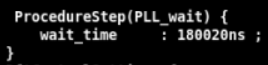 ProcedureStep(PLL_wait) {
wait_time : 180020ns ;
}